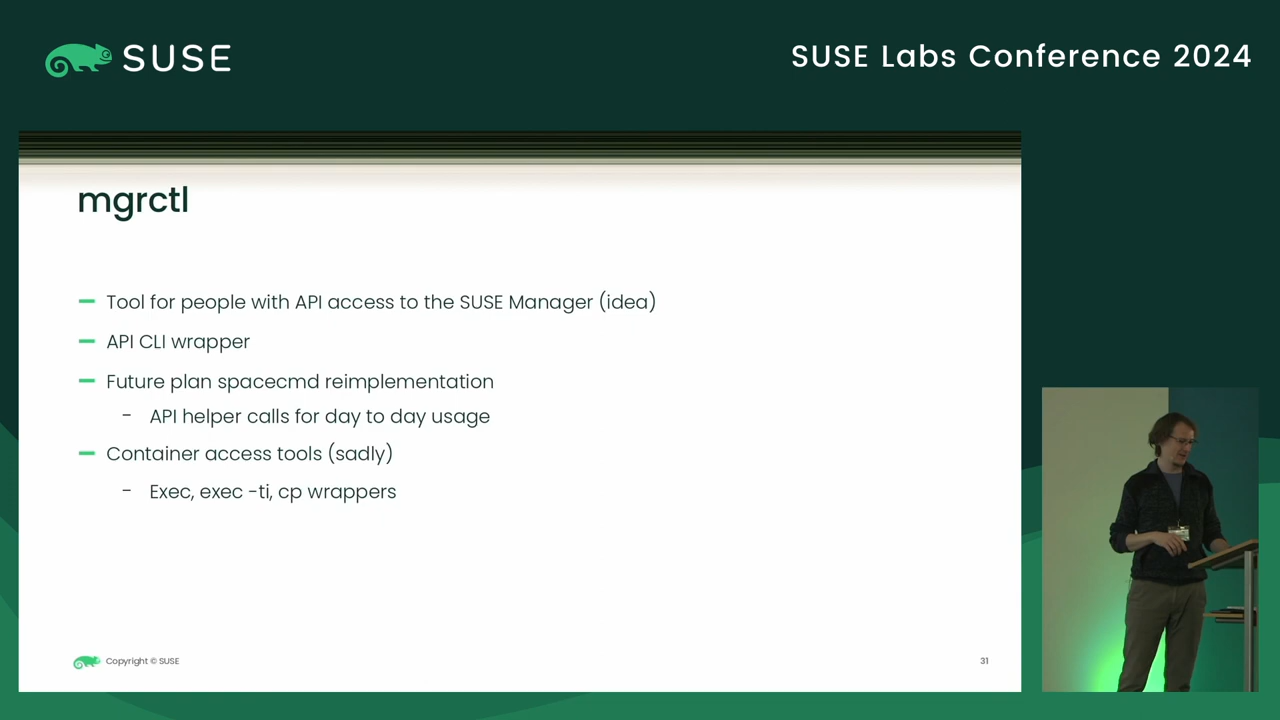 SUSE
SUSE Labs Conference 2024
mgrctl
Tool for people with API access to the SUSE Manager (idea)
API CLI wrapper
Future plan spacecmd reimplementation
- API helper calls for day to day usage
Container access tools (sadly)
- Exec, exec -ti, cp wrappers
Copyright © SUSE
31